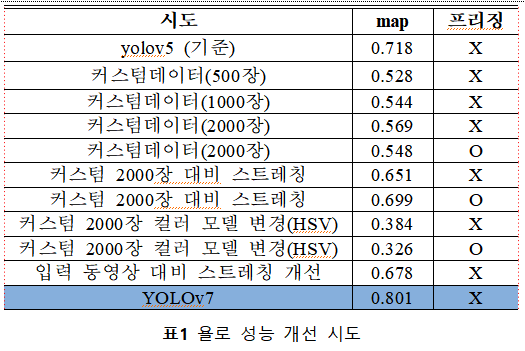 시도 map 프리징
yolov5 (기준) 0.718 X
커스텀데이터(500장) 0.528 X
커스텀데이터(1000장) 0.544 X
커스텀데이터(2000장) 0.569 X
커스텀데이터(2000장) 0.548 O
커스텀 2000장 대비 스트레칭 0.651 X
커스텀 2000장 대비 스트레칭 0.699 O
커스텀 2000장 컬러 모델 변경(HSV) 0.384 X
커스텀 2000장 컬러 모델 변경(HSV) 0.326 O
입력 동영상 대비 스트레칭 개선 0.678 X
YOLOv7 0.801 X
표1 욜로 성능 개선 시도